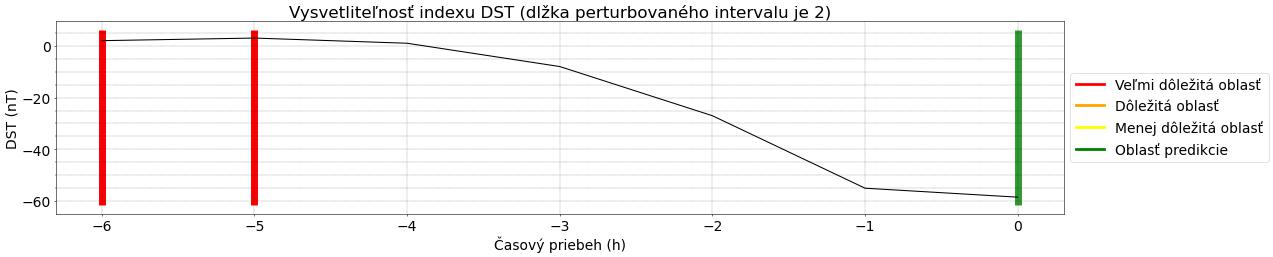 Vysvetliteľnosť indexu DST (dlžka perturbovaného intervalu je 2)
DST (nT)
0
−20
−40
−60
−6
−5
−4
−3
−2
−1
0
Časový priebeh (h)
Veľmi dôležitá oblasť
Dôležitá oblasť
Menej dôležitá oblasť
Oblasť predikcie